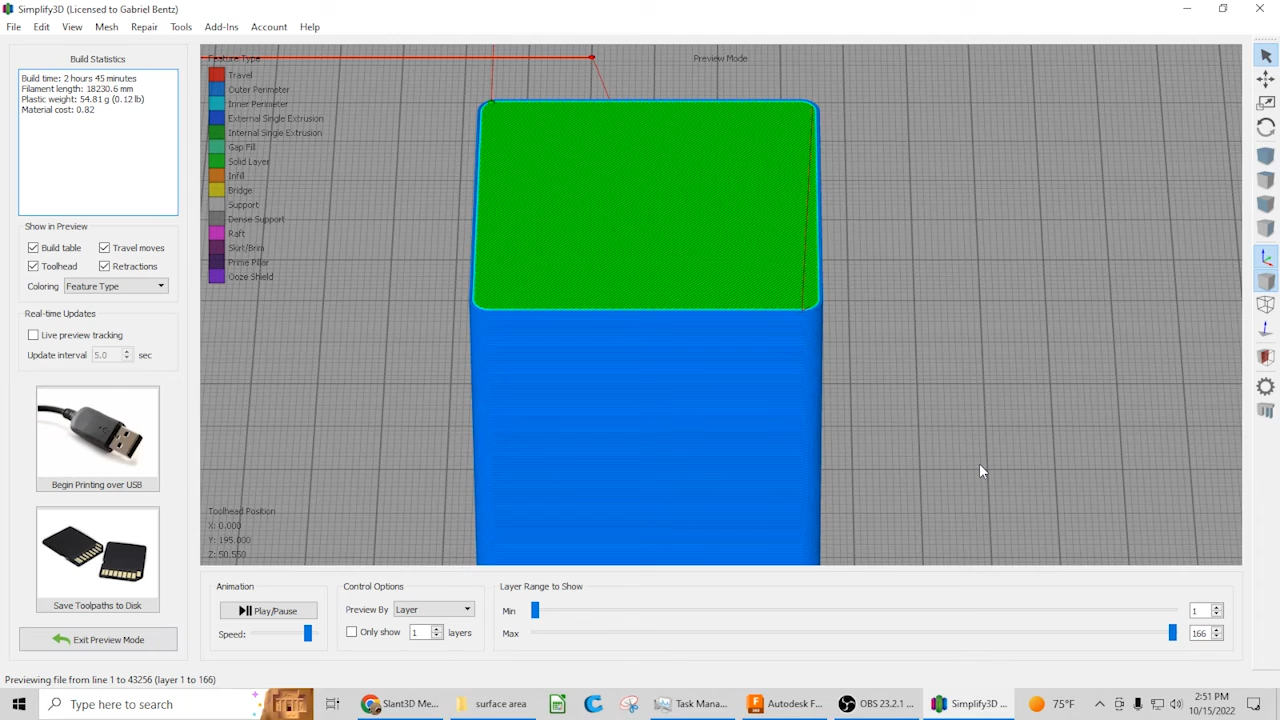 Simplify3D (Licensed to Gabriel Bentz)
File Edit View Mesh Repair Tools Add-Ins Account Help
Build Statistics
Build time: 2 hours 45 minutes
Filament length: 18230.6 mm
Plastic weight: 54.81 g (0.12 lb)
Material cost: 0.82
Show in Preview
Build table Travel moves
Toolhead Retractions
Coloring Feature Type
Real-time Updates
Live preview tracking
Update interval 5.0 sec
Begin Printing over USB
Save Toolpaths to Disk
Exit Preview Mode
Feature Type
Travel
Outer Perimeter
Inner Perimeter
External Single Extrusion
Internal Single Extrusion
Gap Fill
Solid Layer
Infill
Bridge
Support
Dense Support
Raft
Skirt/Brim
Prime Pillar
Ooze Shield
Preview Mode
Toolhead Position
X: 0.000
Y: 195.000
Z: 50.550
Animation
Play/Pause
Speed:
Control Options
Preview By Layer
Only show 1 layers
Layer Range to Show
Min 1
Max 166
Previewing file from line 1 to 43256 (layer 1 to 166)
Type here to search
Slant3D Me...
surface area
Task Mana...
Autodesk F...
OBS 23.2.1 ...
Simplify3D ...
75°F
2:51 PM
10/15/2022